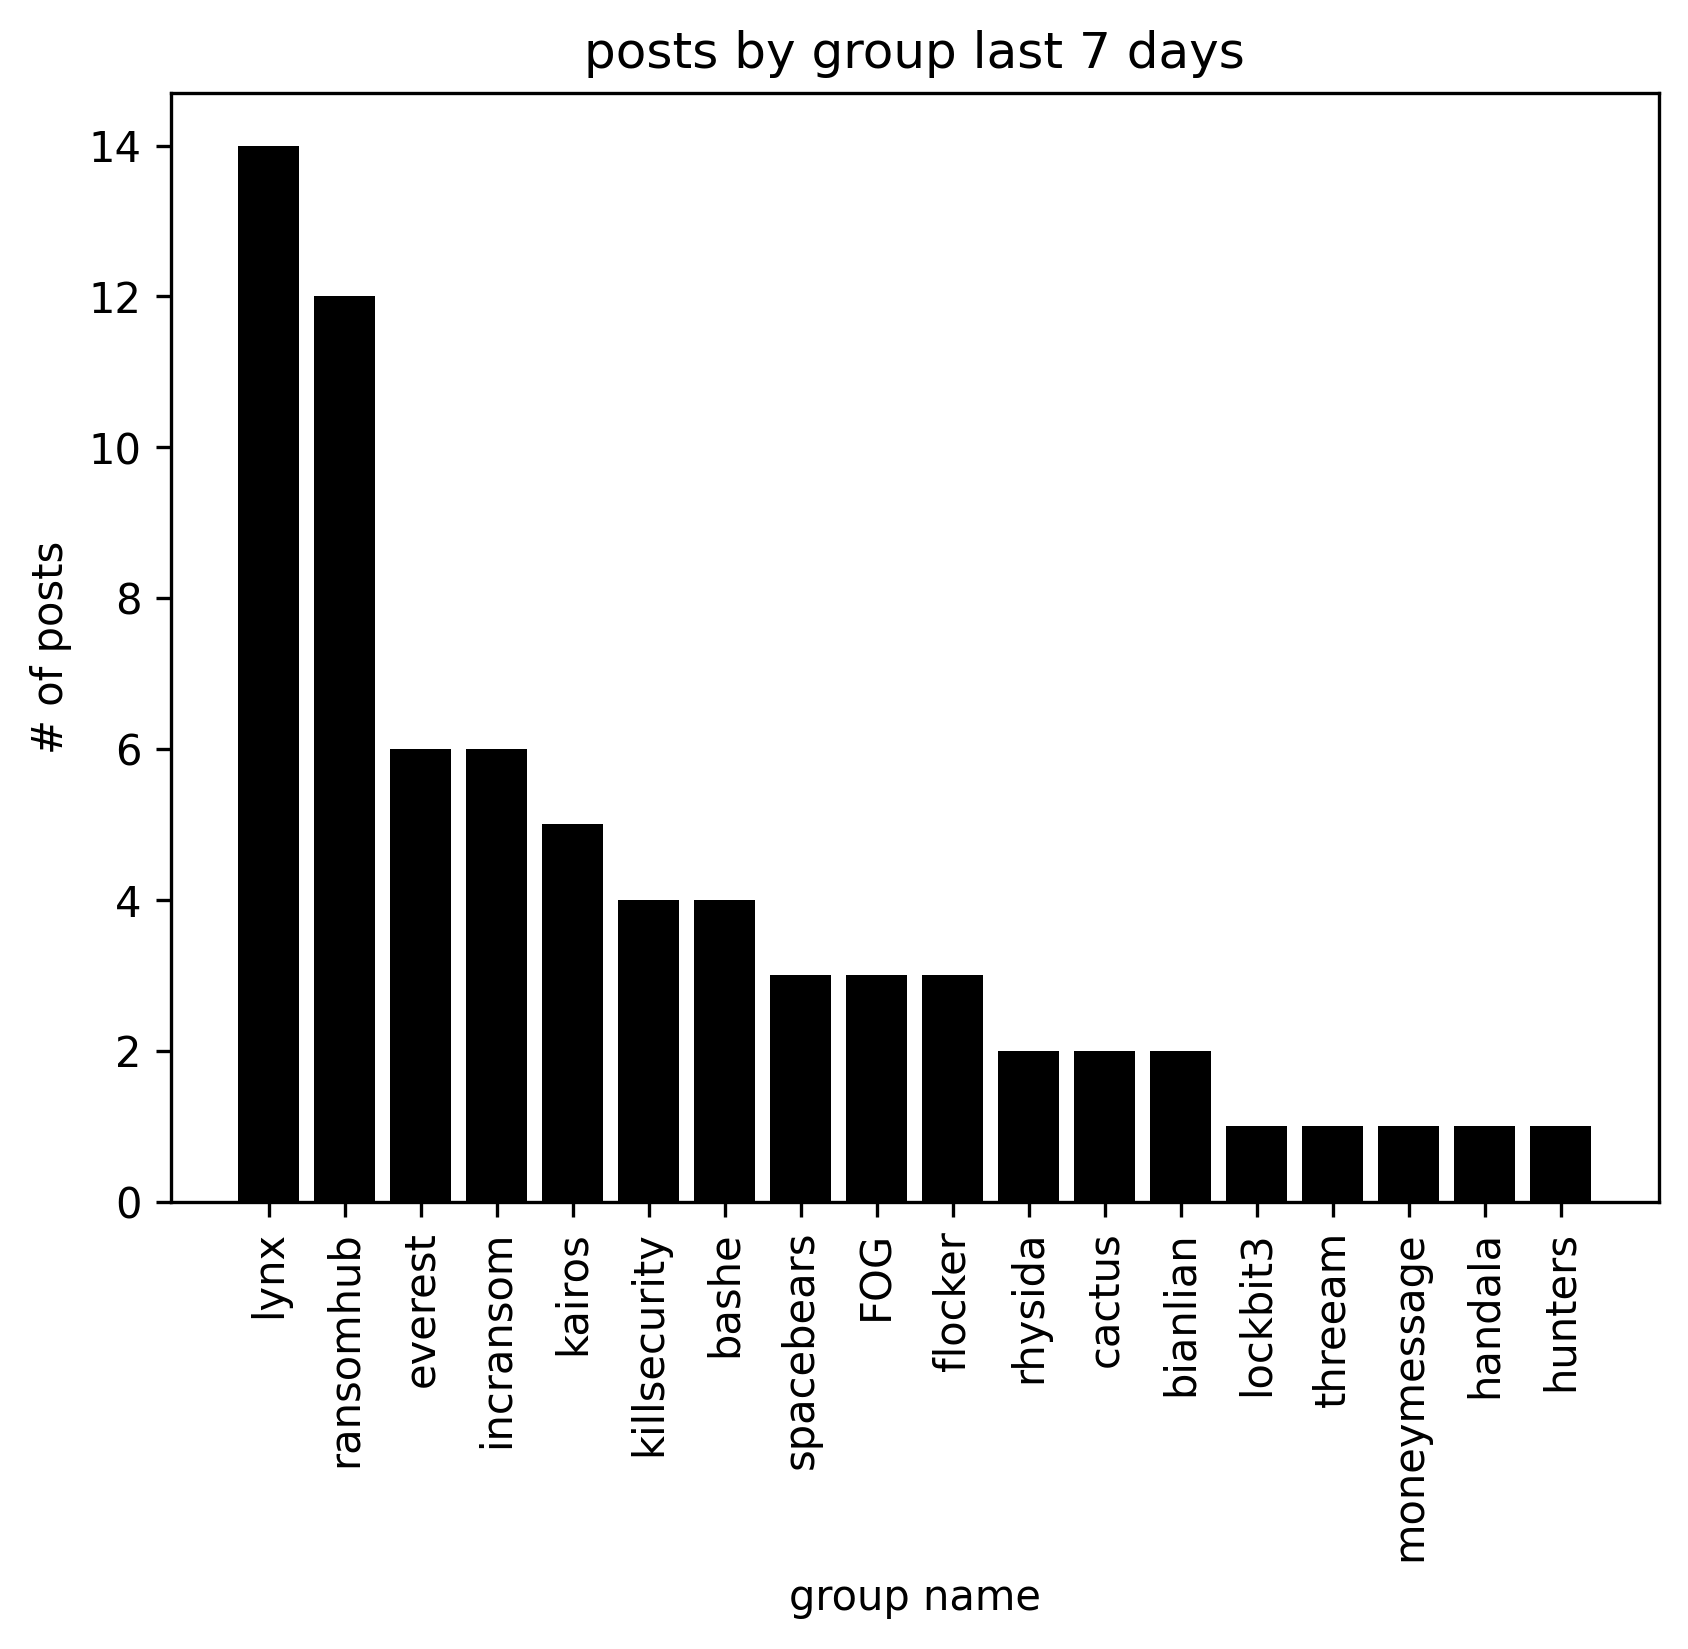 posts by group last 7 days
# of posts
14
12
10
8
6
4
2
0
lynx
ransomhub
everest
incransom
kairos
killsecurity
bashe
spacebears
FOG
flocker
rhysida
cactus
bianlian
lockbit3
threeam
moneymessage
handala
hunters
group name